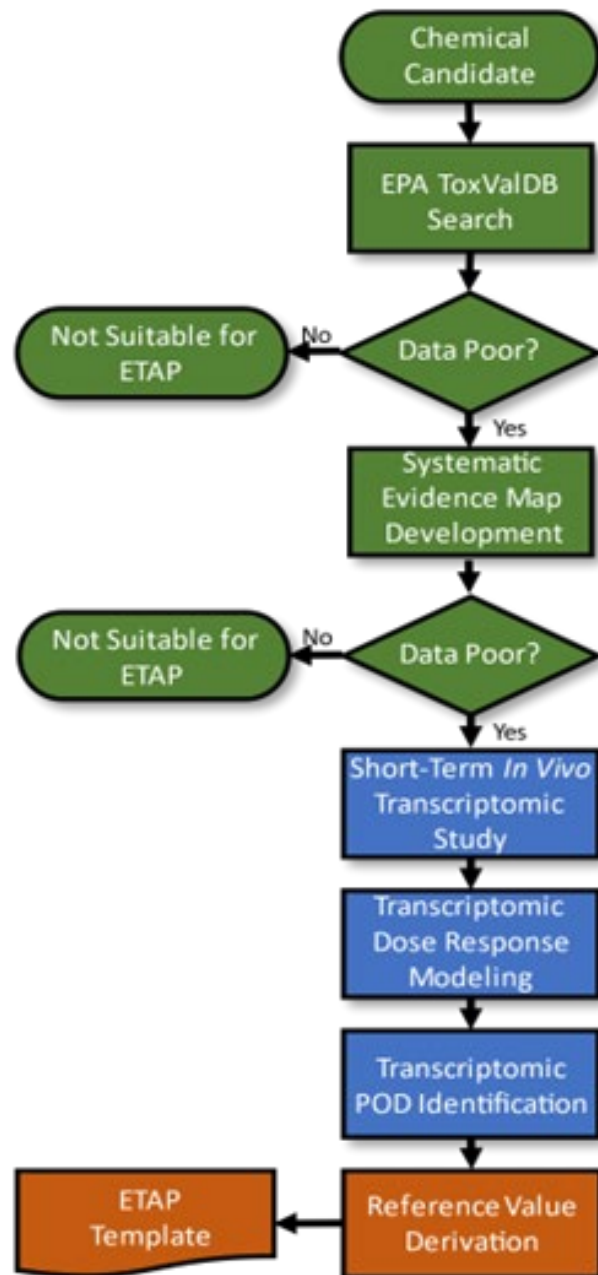 Chemical
Candidate
EPA ToxValDB
Search
Not Suitable for
ETAP
No
Data Poor?
Yes
Systematic
Evidence Map
Development
Not Suitable for
ETAP
No
Data Poor?
Yes
Short-Term In Vivo
Transcriptomic
Study
Transcriptomic
Dose Response
Modeling
Transcriptomic
POD Identification
ETAP
Template
Reference Value
Derivation